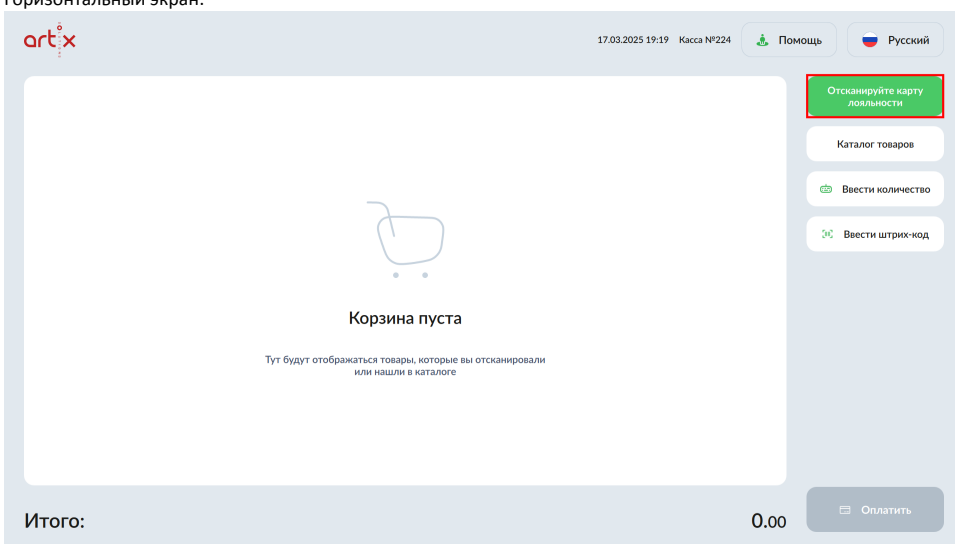 Горизонтальный экран:
artix
17.03.2025 19:19 Касса №224 Помощь Русский
Отсканируйте карту
лояльности
Каталог товаров
Ввести количество
Ввести штрих-код
Корзина пуста
Тут будут отображаться товары, которые вы отсканировали
или нашли в каталоге
Итого: 0.00
Оплатить